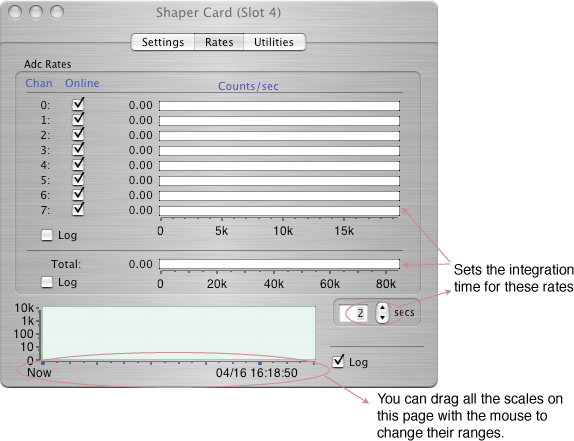 Shaper Card (Slot 4)
Settings Rates Utilities
Adc Rates
Chan Online Counts/sec
0: 0.00
1: 0.00
2: 0.00
3: 0.00
4: 0.00
5: 0.00
6: 0.00
7: 0.00
0 5k 10k 15k
Log
Total: 0.00
Log 0 20k 40k 60k 80k
Sets the integration
time for these rates
2 secs
10k
1k
100
10
0
Now 04/16 16:18:50
Log
You can drag all the scales on
this page with the mouse to
change their ranges.